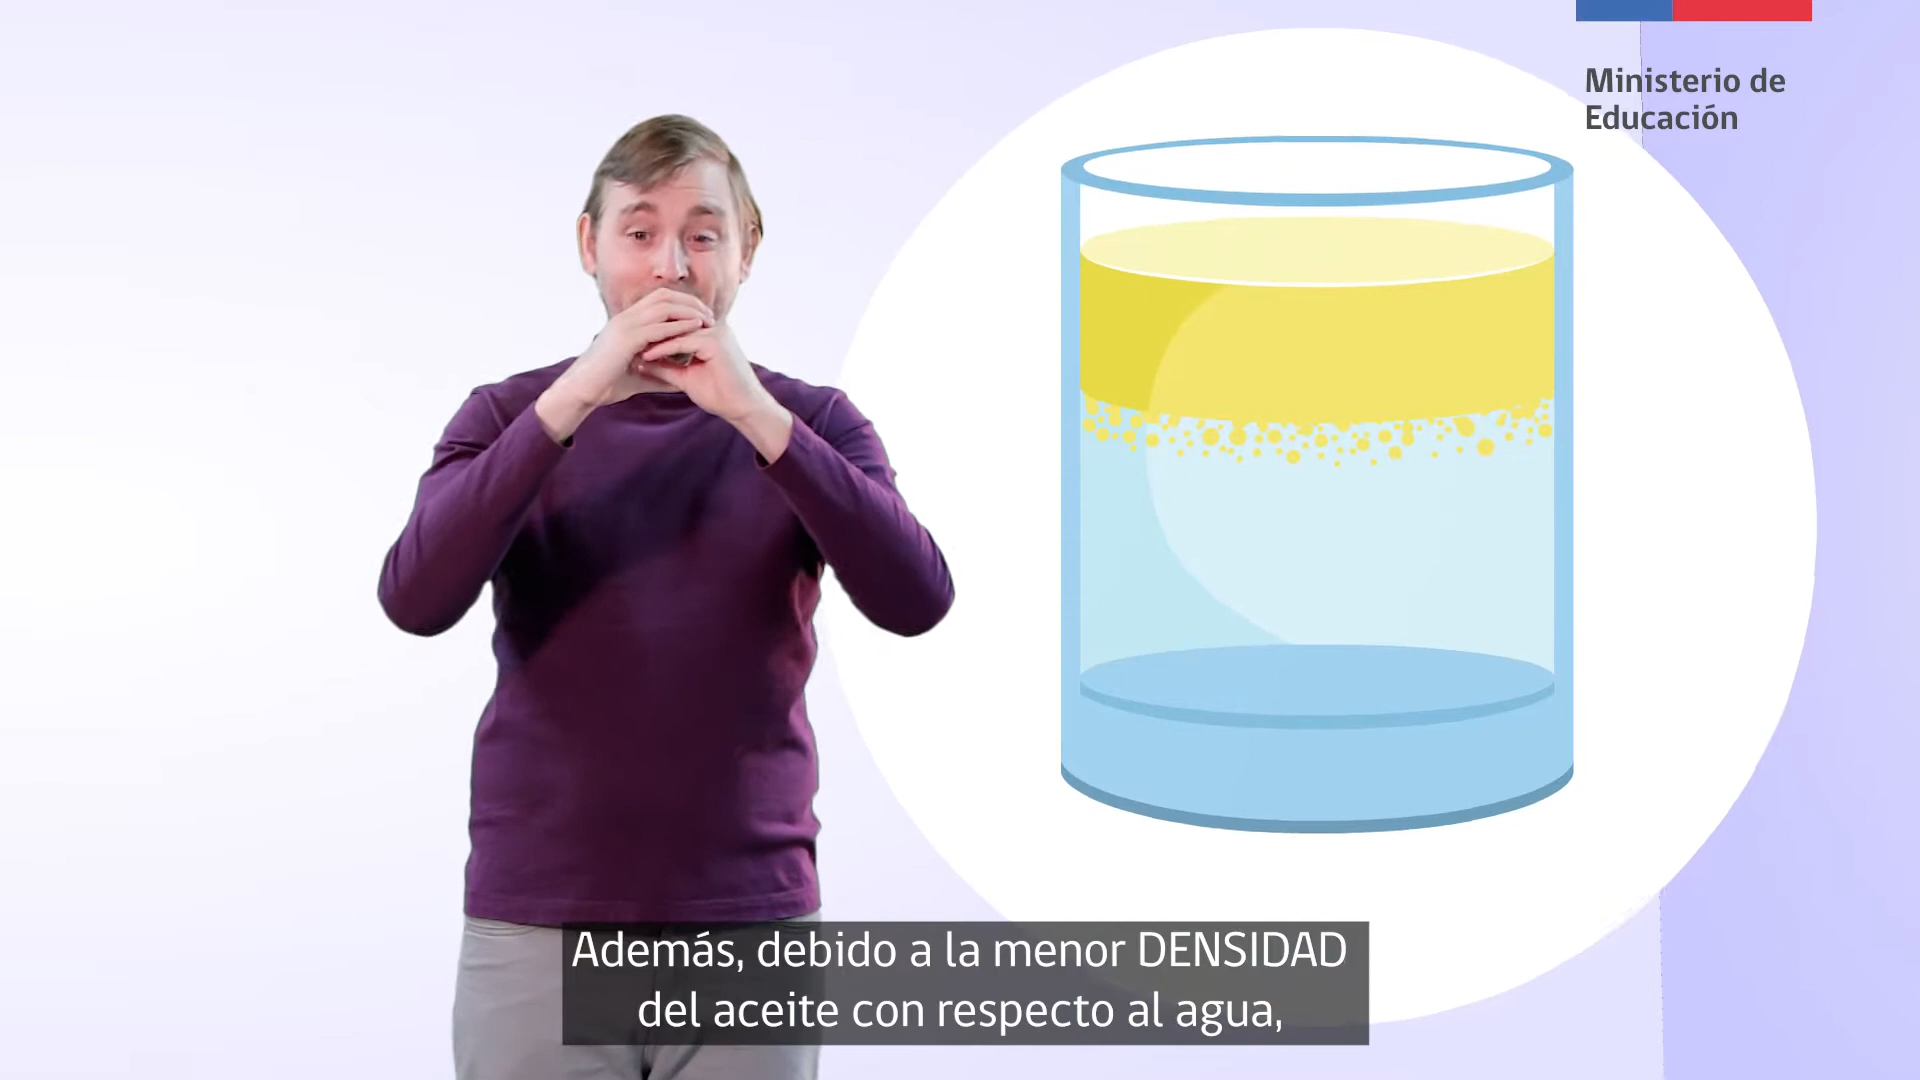 Ministerio de
Educación
Además, debido a la menor DENSIDAD
del aceite con respecto al agua,